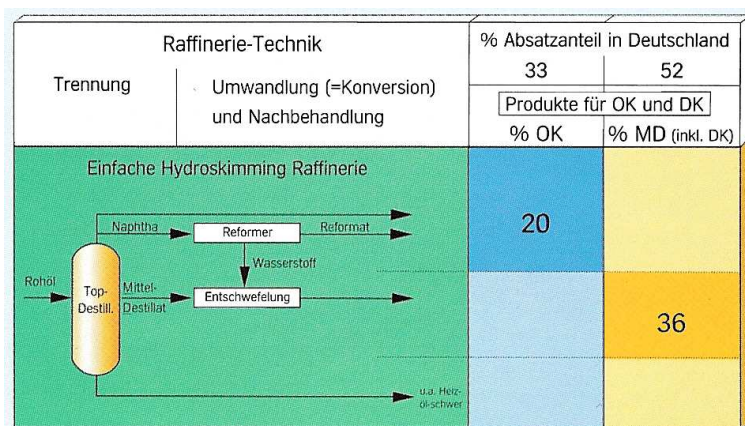 Raffinerie-Technik
% Absatzanteil in Deutschland
Trennung
Umwandlung (=Konversion)
und Nachbehandlung
33
52
Produkte für OK und DK
% OK
% MD (inkl. DK)
Einfache Hydroskimming Raffinerie
Naphtha
Reformer
Reformat
20
Wasserstoff
Rohöl
Top-
Destill.
Mittel-
Destillat
Entschwefelung
36
u.a. Heiz-
öl-schwer